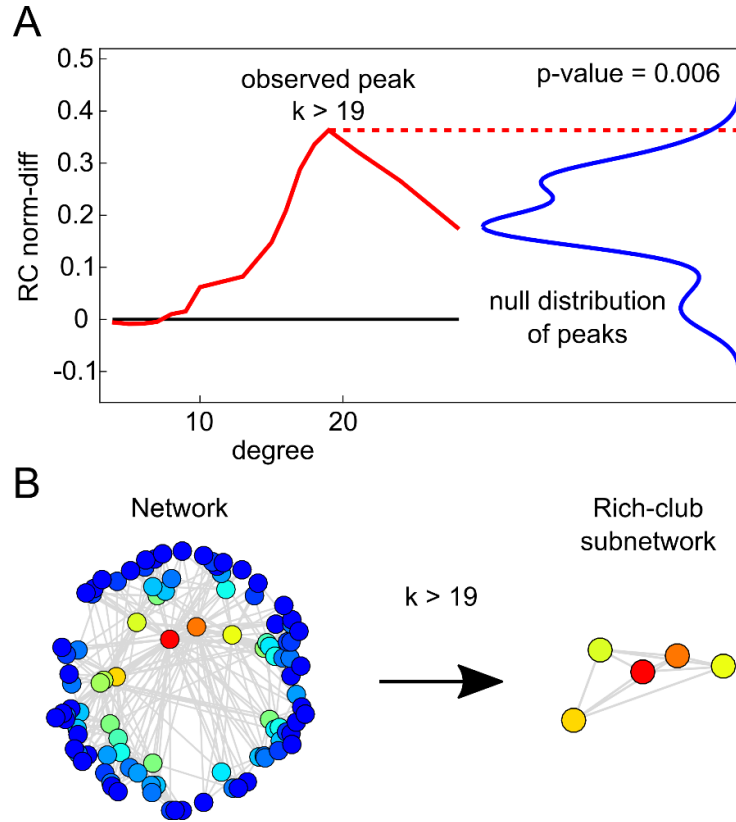 A
0.5
0.4
0.3
0.2
0.1
0
-0.1
RC norm-diff
observed peak
k > 19
p-value = 0.006
null distribution
of peaks
10
20
degree
B
Network
k > 19
Rich-club
subnetwork